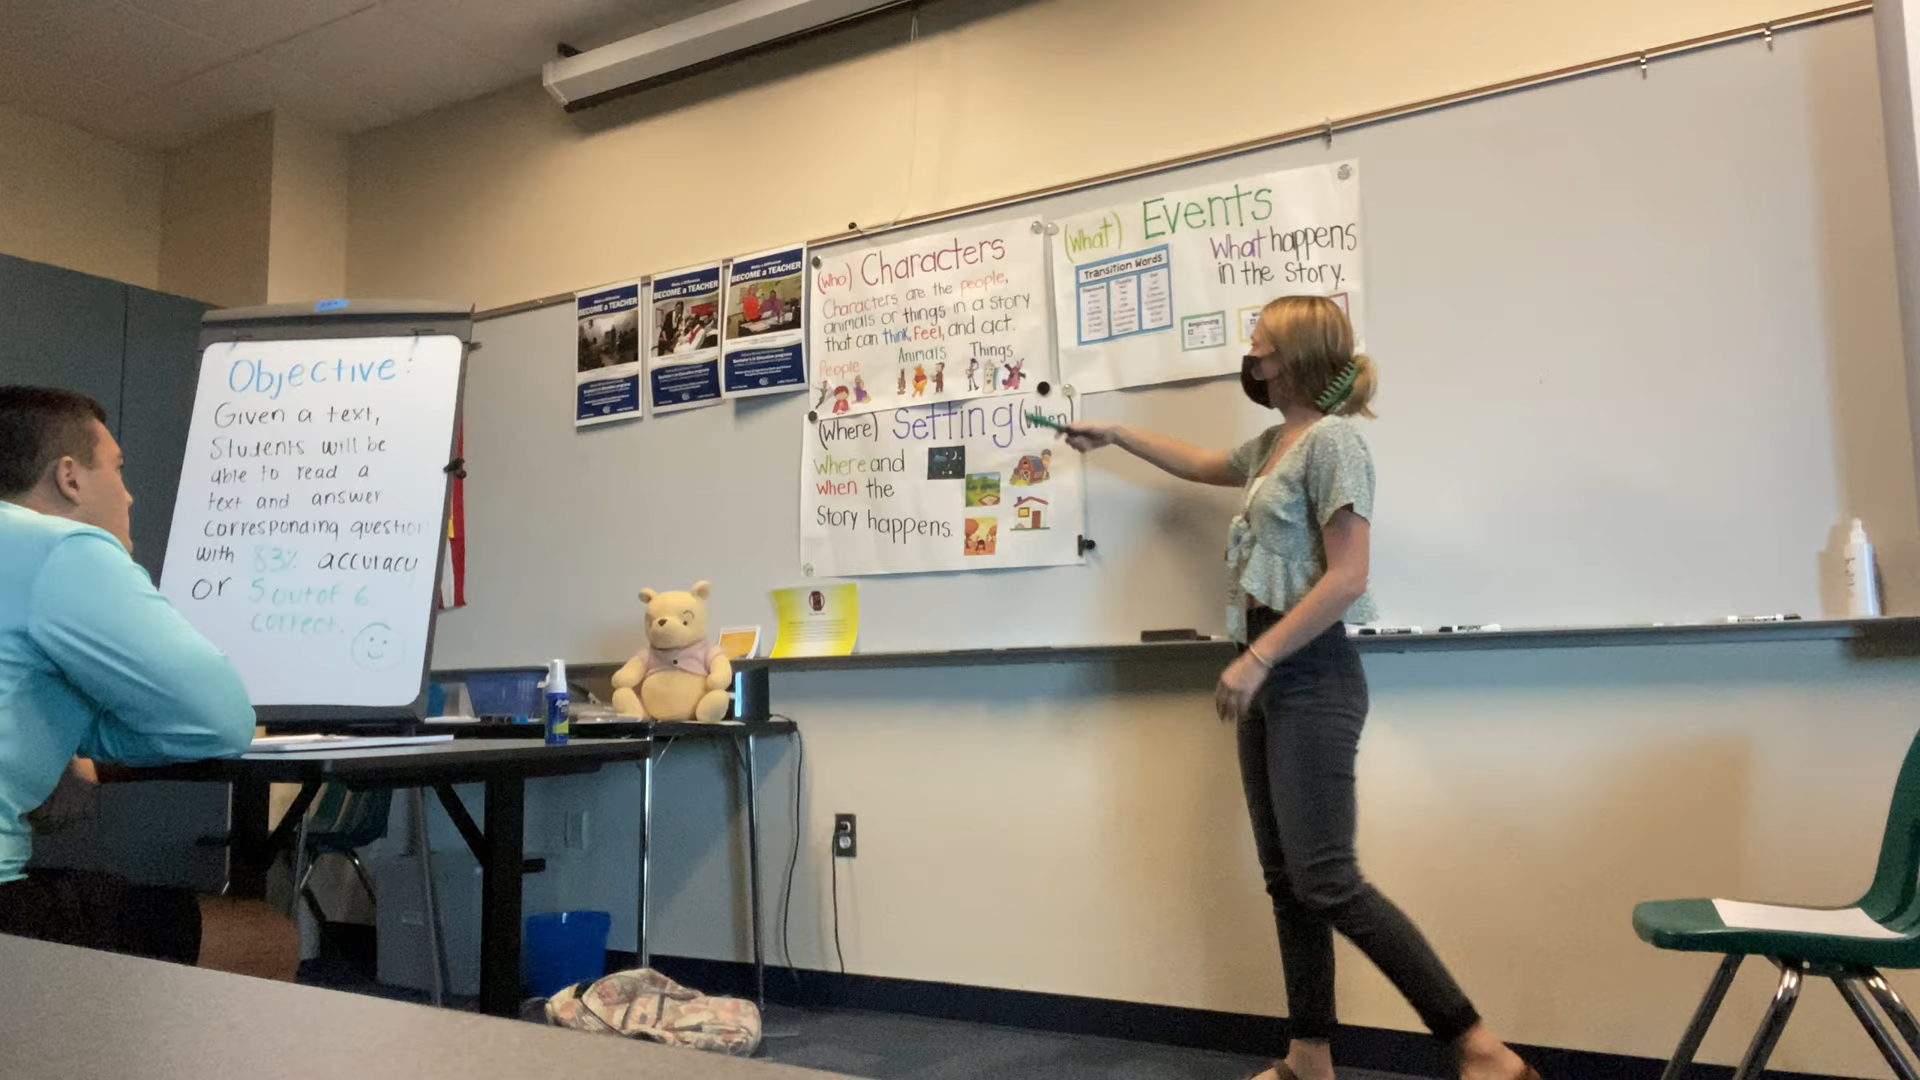 Objective:
Given a text,
Students will be
able to read a
text and answer
corresponding question
with 83% accuracy
or 5 out of 6
correct.
BECOME a TEACHER
BECOME a TEACHER
BECOME a TEACHER
(Who) Characters
Characters are the people,
animals or things in a story
that can think, Feel, and act.
People Animals Things
(What) Events
What happens
in the Story.
Transition Words
Beginning
(Where) Setting (When)
Where and
when the
Story happens.